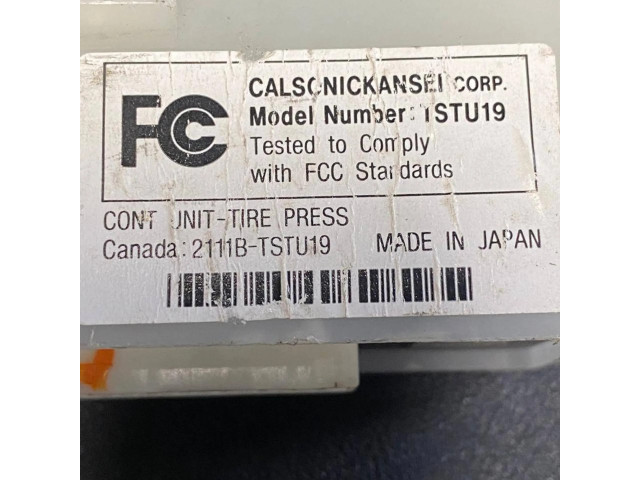 FC
CALSONICKANSEI CORP.
Model Number: TSTU19
Tested to Comply
with FCC Standards
CONT UNIT-TIRE PRESS
Canada:2111B-TSTU19 MADE IN JAPAN